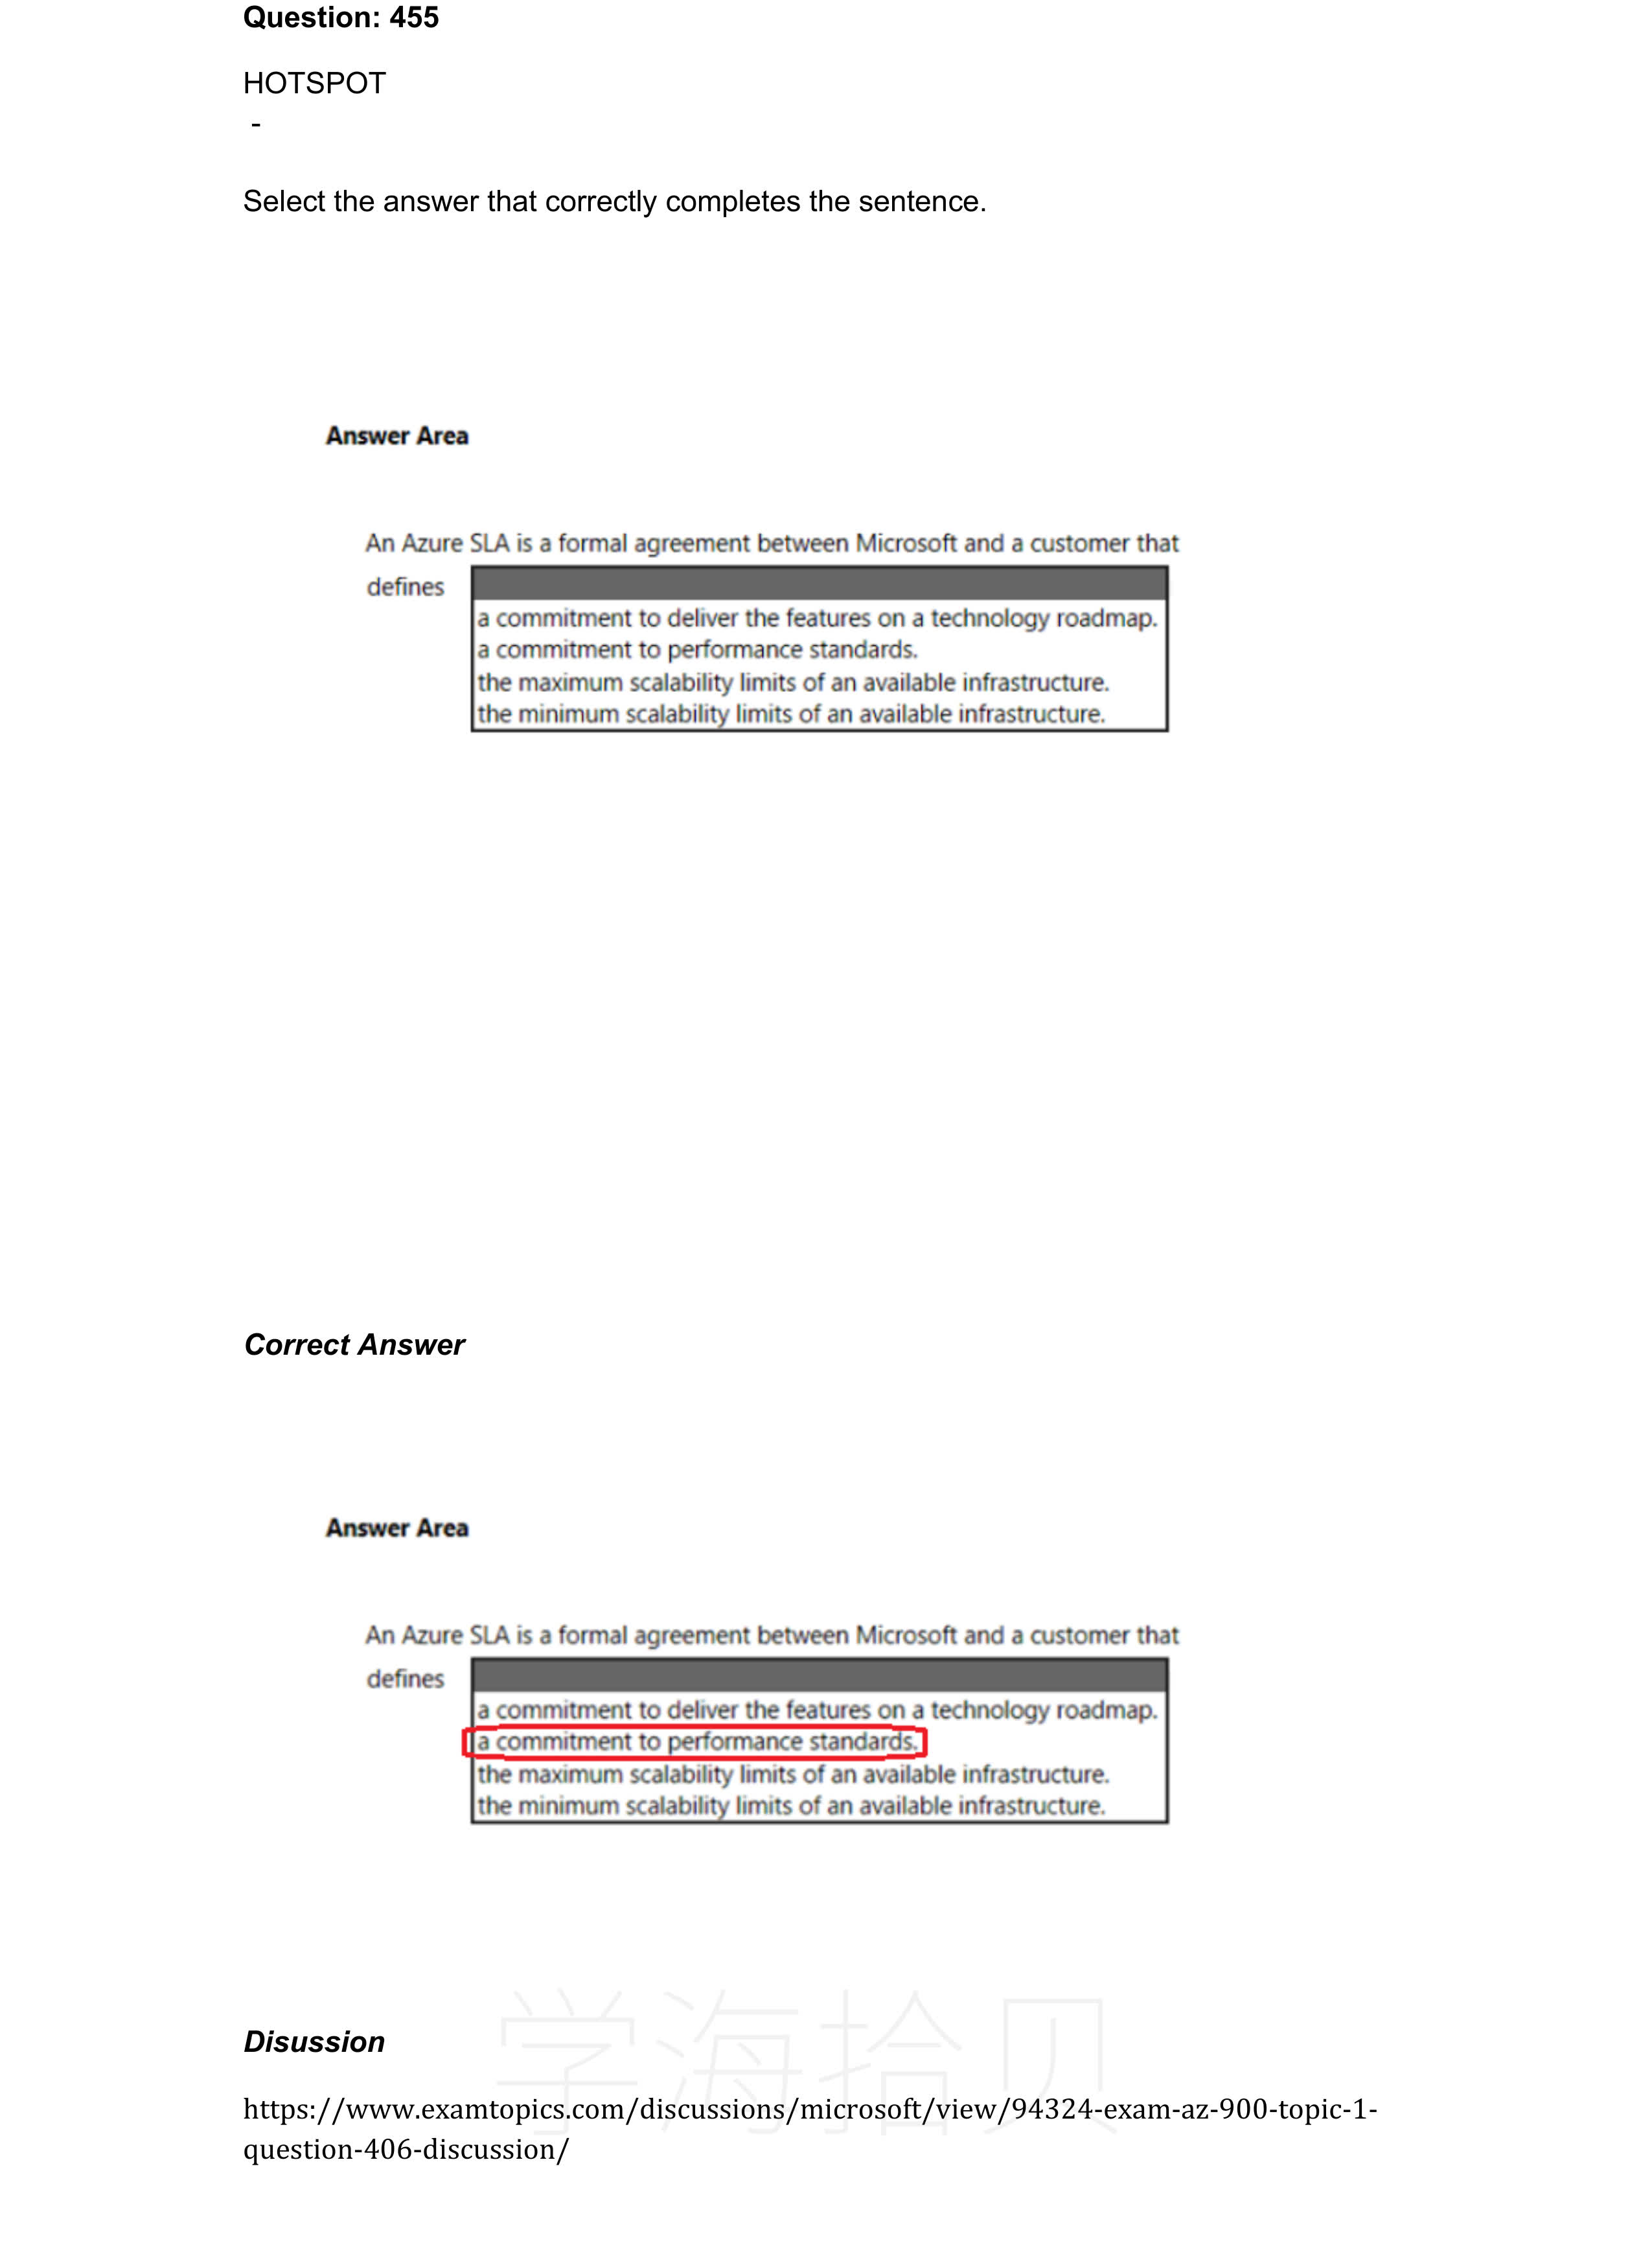 Question: 455
HOTSPOT
-
Select the answer that correctly completes the sentence.
Answer Area
An Azure SLA is a formal agreement between Microsoft and a customer that
defines
a commitment to deliver the features on a technology roadmap.
a commitment to performance standards.
the maximum scalability limits of an available infrastructure.
the minimum scalability limits of an available infrastructure.
Correct Answer
Answer Area
An Azure SLA is a formal agreement between Microsoft and a customer that
defines
a commitment to deliver the features on a technology roadmap.
a commitment to performance standards.
the maximum scalability limits of an available infrastructure.
the minimum scalability limits of an available infrastructure.
学海拾贝
Disussion
https://www.examtopics.com/discussions/microsoft/view/94324-exam-az-900-topic-1-
question-406-discussion/